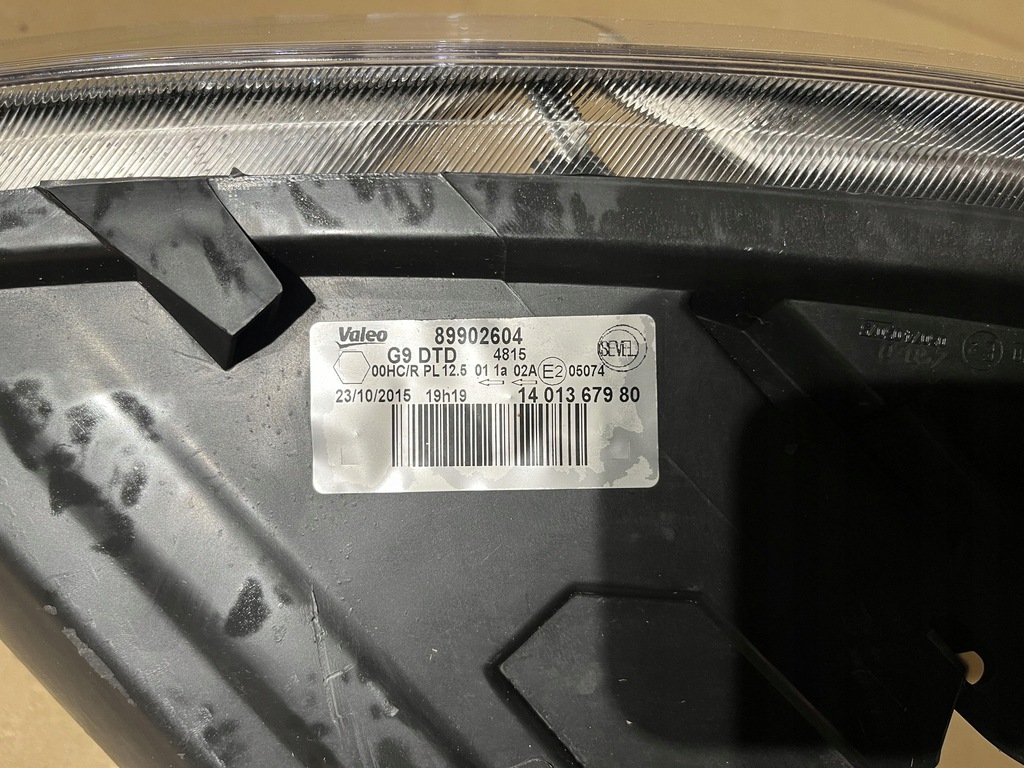 Valeo 89902604
G9 DTD 4815 SEVEL
00HC/R PL 12.5 01 1a 02A E2 05074
23/10/2015 19h19 14 013 679 80